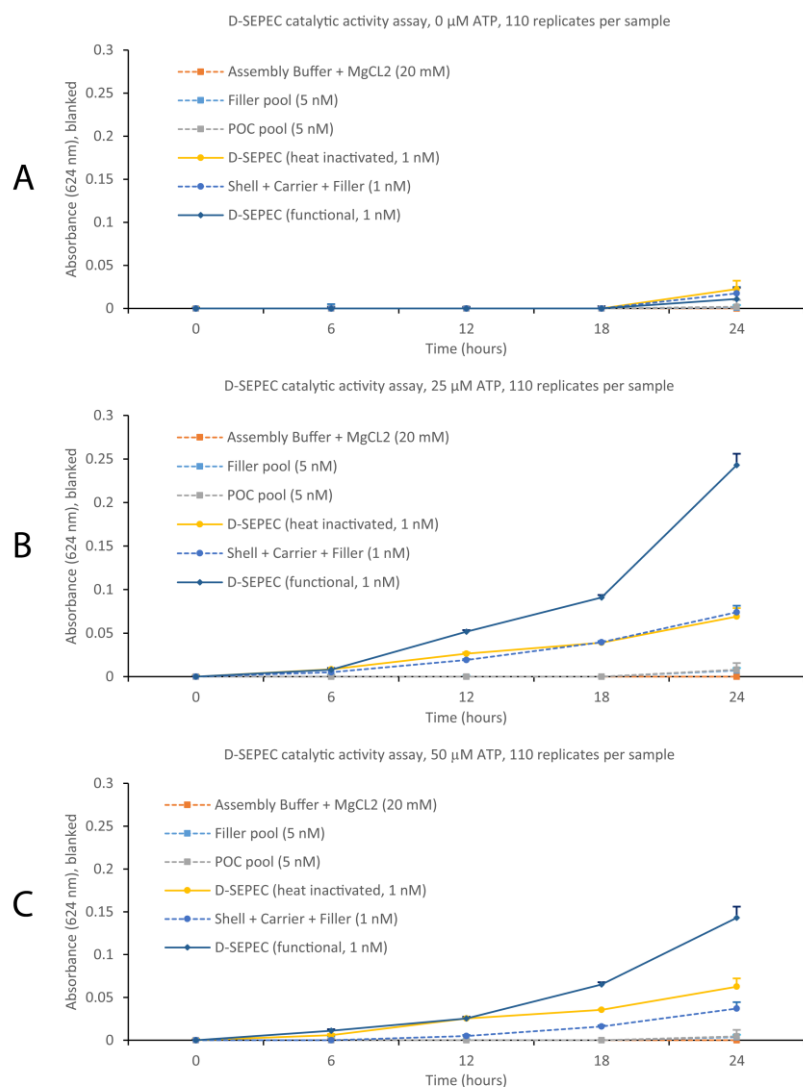 D-SEPEC catalytic activity assay, 0 µM ATP, 110 replicates per sample
A
Absorbance (624 nm), blanked
0.3
0.25
0.2
0.15
0.1
0.05
0
Assembly Buffer + MgCL2 (20 mM)
Filler pool (5 nM)
POC pool (5 nM)
D-SEPEC (heat inactivated, 1 nM)
Shell + Carrier + Filler (1 nM)
D-SEPEC (functional, 1 nM)
0 6 12 18 24
Time (hours)
D-SEPEC catalytic activity assay, 25 µM ATP, 110 replicates per sample
B
Absorbance (624 nm), blanked
0.3
0.25
0.2
0.15
0.1
0.05
0
Assembly Buffer + MgCL2 (20 mM)
Filler pool (5 nM)
POC pool (5 nM)
D-SEPEC (heat inactivated, 1 nM)
Shell + Carrier + Filler (1 nM)
D-SEPEC (functional, 1 nM)
0 6 12 18 24
Time (hours)
D-SEPEC catalytic activity assay, 50 µM ATP, 110 replicates per sample
C
Absorbance (624 nm), blanked
0.3
0.25
0.2
0.15
0.1
0.05
0
Assembly Buffer + MgCL2 (20 mM)
Filler pool (5 nM)
POC pool (5 nM)
D-SEPEC (heat inactivated, 1 nM)
Shell + Carrier + Filler (1 nM)
D-SEPEC (functional, 1 nM)
0 6 12 18 24
Time (hours)